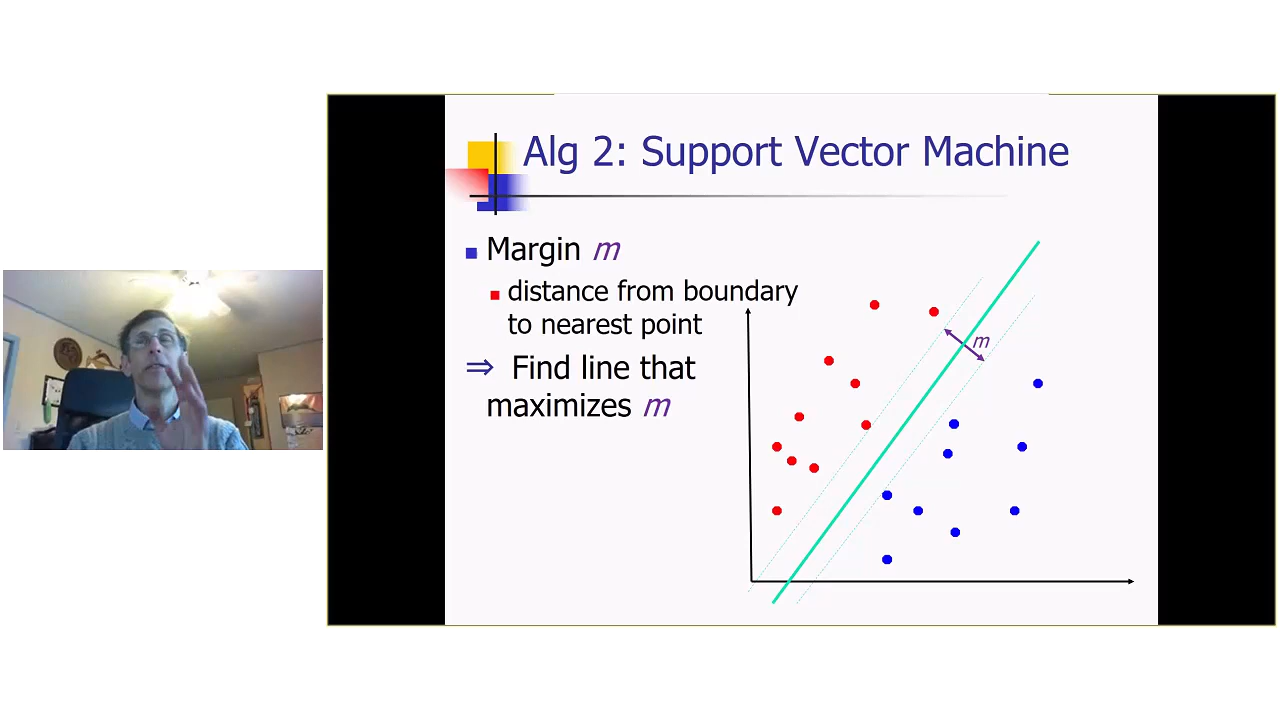 Alg 2: Support Vector Machine
Margin m
distance from boundary
to nearest point
⇒ Find line that
maximizes m
m